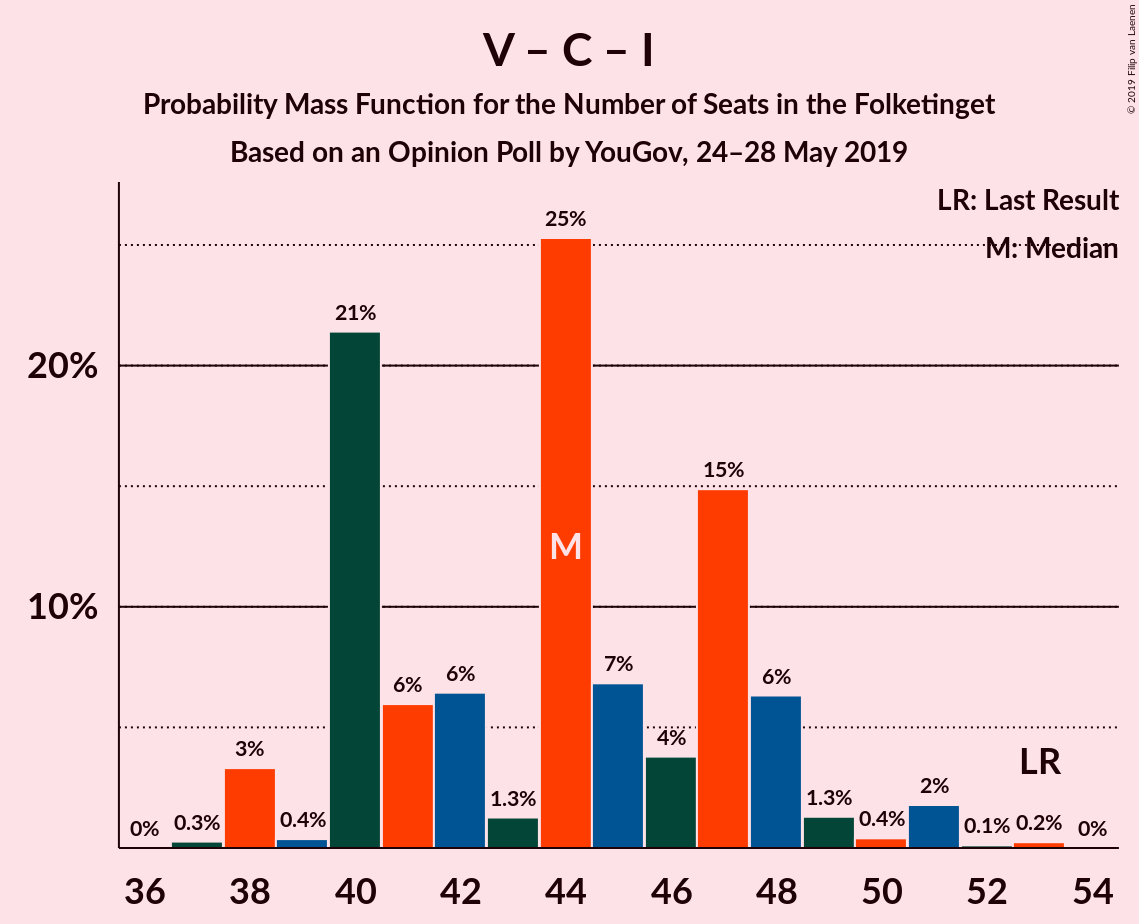 V – C – I
Probability Mass Function for the Number of Seats in the Folketinget
Based on an Opinion Poll by YouGov, 24–28 May 2019
© 2019 Filip van Laenen
LR: Last Result
M: Median
20%
10%
0%
0.3%
3%
0.4%
21%
6%
6%
1.3%
25%
M
7%
4%
15%
6%
1.3%
0.4%
2%
0.1%
0.2%
LR
0%
36 38 40 42 44 46 48 50 52 54